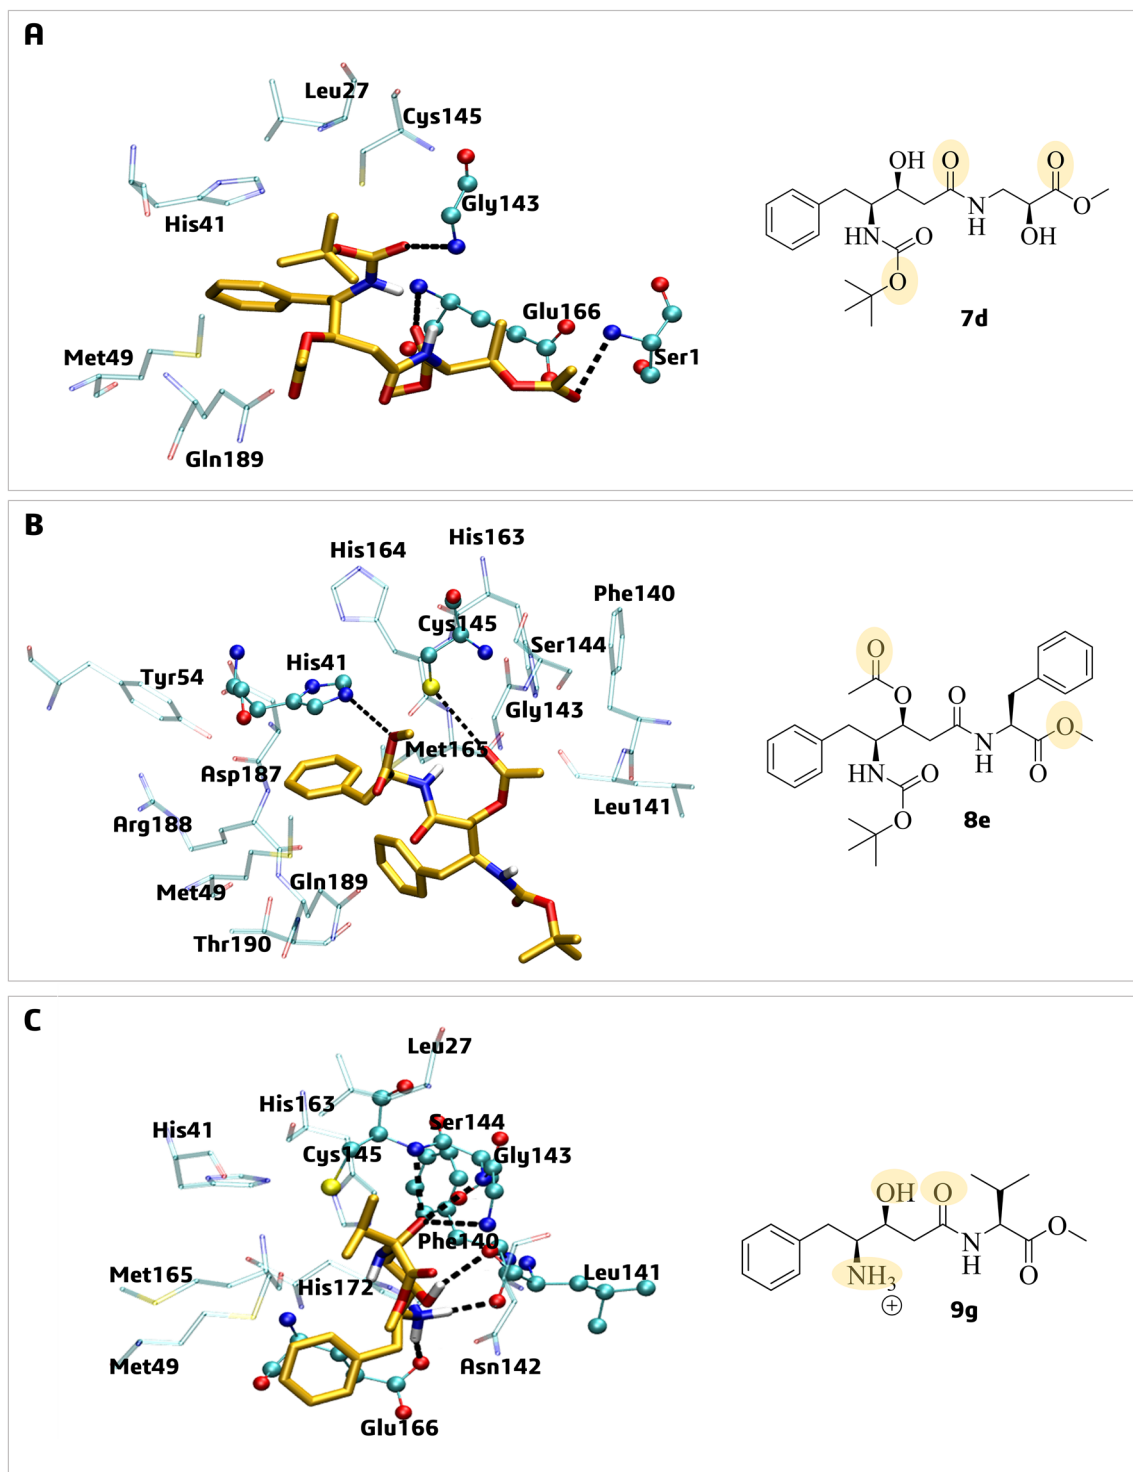 A
Leu27
Cys145
Gly143
His41
Glu166
Ser1
Met49
Gln189
OH
O
O
N
H
O
OH
HN
O
O
7d
B
His164
His163
Phe140
Cys145
Ser144
His41
Tyr54
Gly143
Met165
Asp187
Leu141
Arg188
Met49
Gln189
Thr190
O
O
O
N
H
O
O
HN
O
O
8e
C
Leu27
His163
Ser144
His41
Cys145
Gly143
Phe140
Met165
His172
Leu141
Met49
Asn142
Glu166
OH
O
N
H
O
O
NH3
+
9g